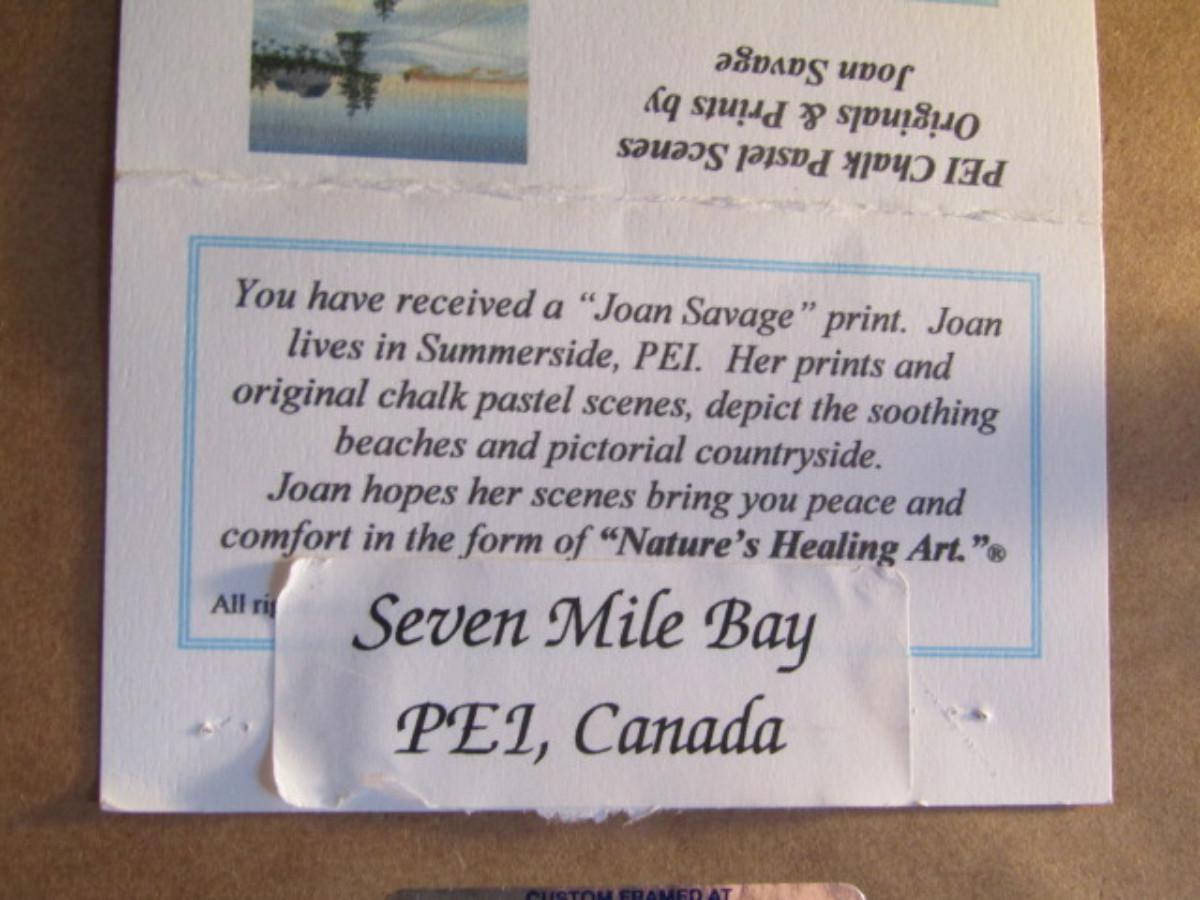 PEI Chalk Pastel Scenes
Originals & Prints by
Joan Savage
You have received a “Joan Savage” print. Joan
lives in Summerside, PEI. Her prints and
original chalk pastel scenes, depict the soothing
beaches and pictorial countryside.
Joan hopes her scenes bring you peace and
comfort in the form of “Nature’s Healing Art.”®
All
Seven Mile Bay
PEI, Canada
CUSTOM FRAMED AT